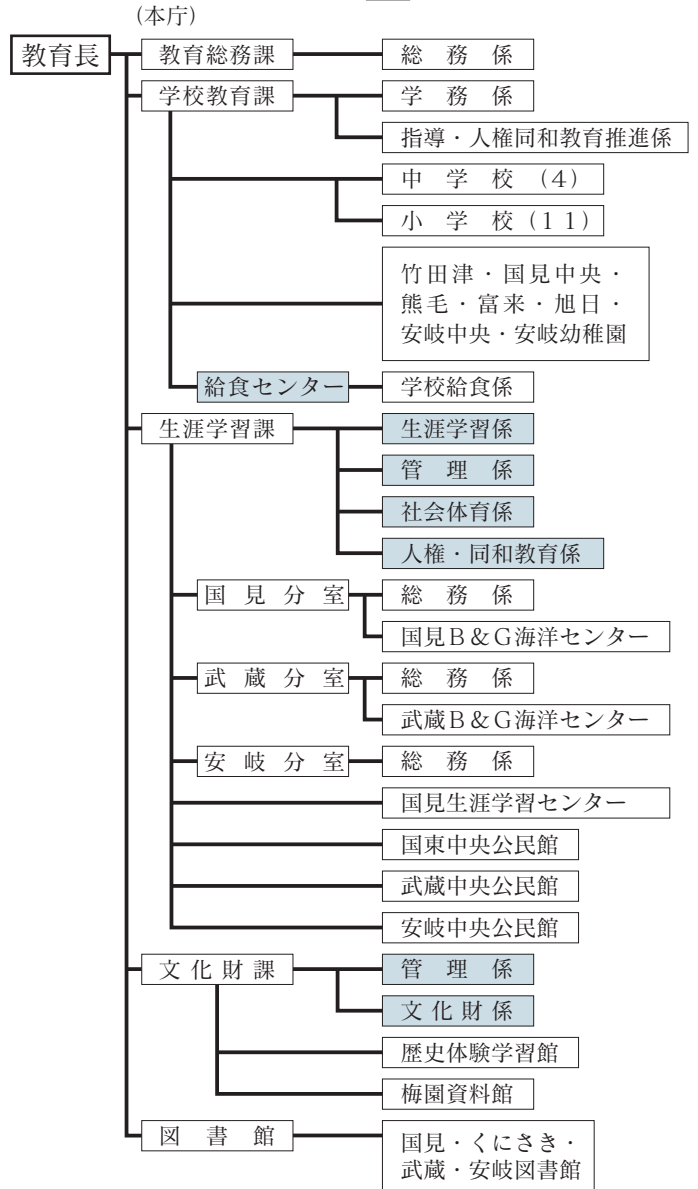 (本庁)
教育長
教育総務課
総務係
学校教育課
学務係
指導・人権同和教育推進係
中学校(4)
小学校(11)
竹田津・国見中央・
熊毛・富来・旭日・
安岐中央・安岐幼稚園
給食センター
学校給食係
生涯学習課
生涯学習係
管理係
社会体育係
人権・同和教育係
国見分室
総務係
国見B&G海洋センター
武蔵分室
総務係
武蔵B&G海洋センター
安岐分室
総務係
国見生涯学習センター
国東中央公民館
武蔵中央公民館
安岐中央公民館
文化財課
管理係
文化財係
歴史体験学習館
梅園資料館
図書館
国見・くにさき・
武蔵・安岐図書館